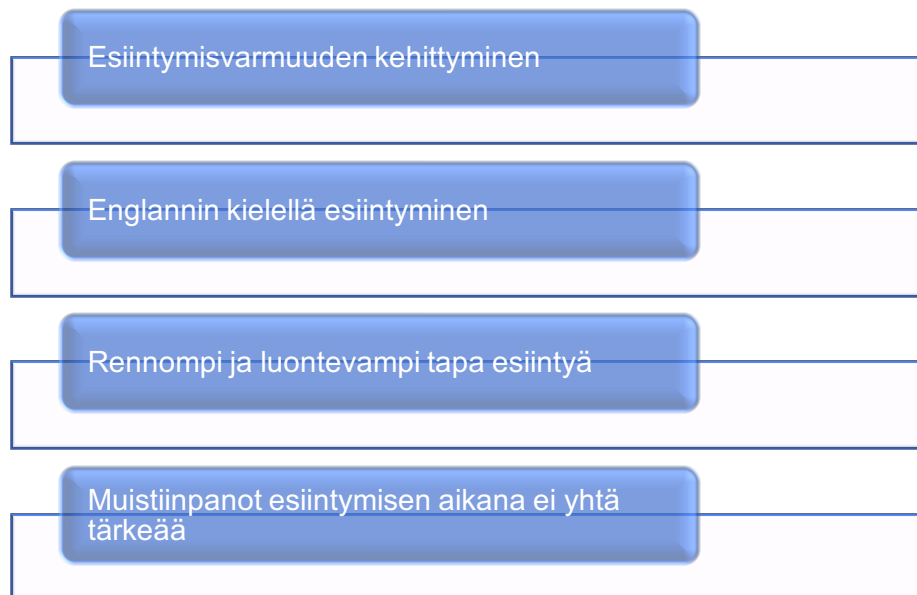 Esiintymisvarmuuden kehittyminen
Englannin kielellä esiintyminen
Rennompi ja luontevampi tapa esiintyä
Muistiinpanot esiintymisen aikana ei yhtä
tärkeää